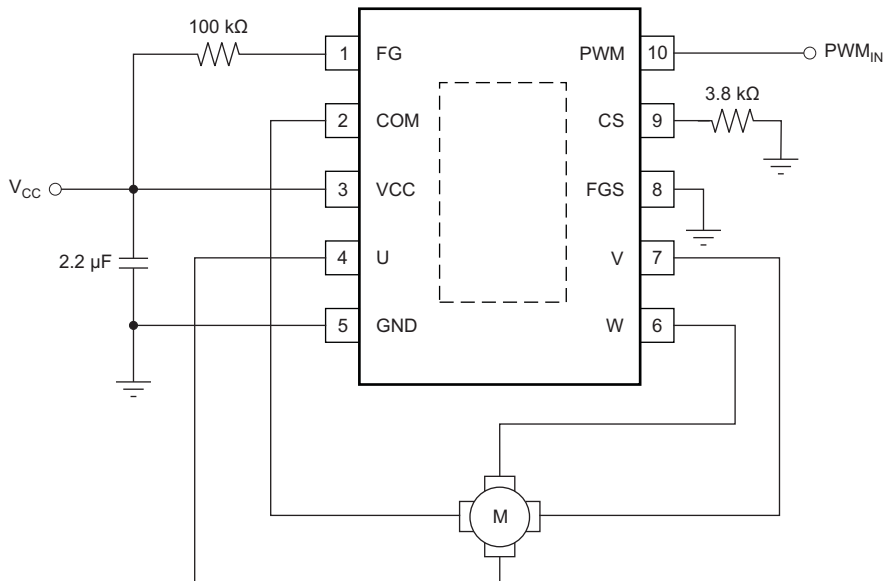 100 kΩ
1 FG
PWM 10
PWM_IN
2 COM
3.8 kΩ
CS 9
V_CC
3 VCC
FGS 8
2.2 µF
4 U
V 7
5 GND
W 6
M